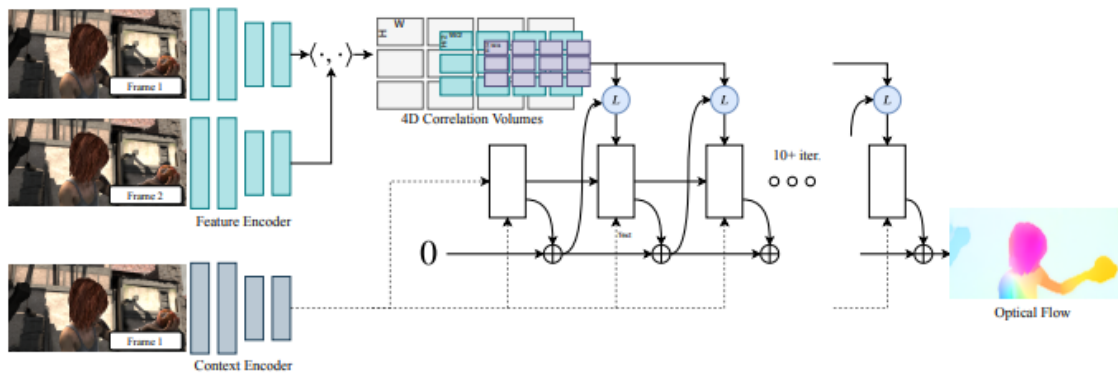 Frame 1
Frame 2
Feature Encoder
Frame 1
Context Encoder
⟨·, ·⟩
H W
4D Correlation Volumes
L
L
L
10+ iter.
0
Optical Flow